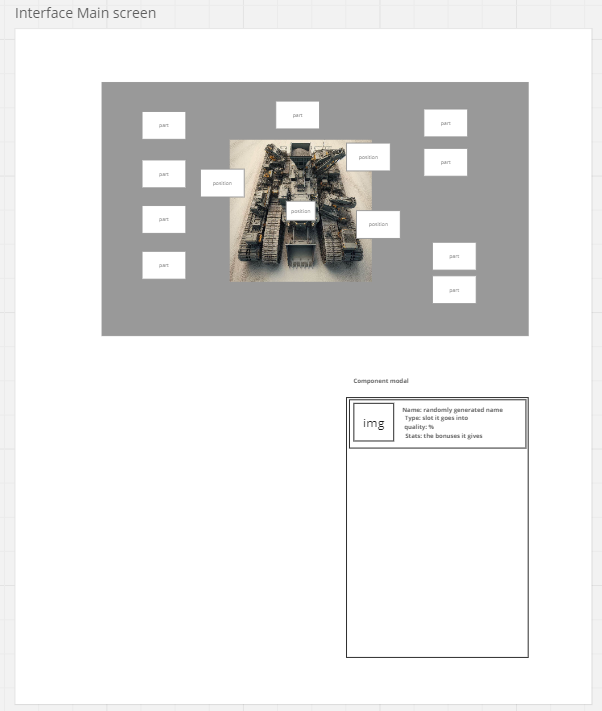 Interface Main screen
part
part
part
part
position
part
position
part
position
position
part
part
part
part
Component modal
img
Name: randomly generated name
Type: slot it goes into
quality: %
Stats: the bonuses it gives